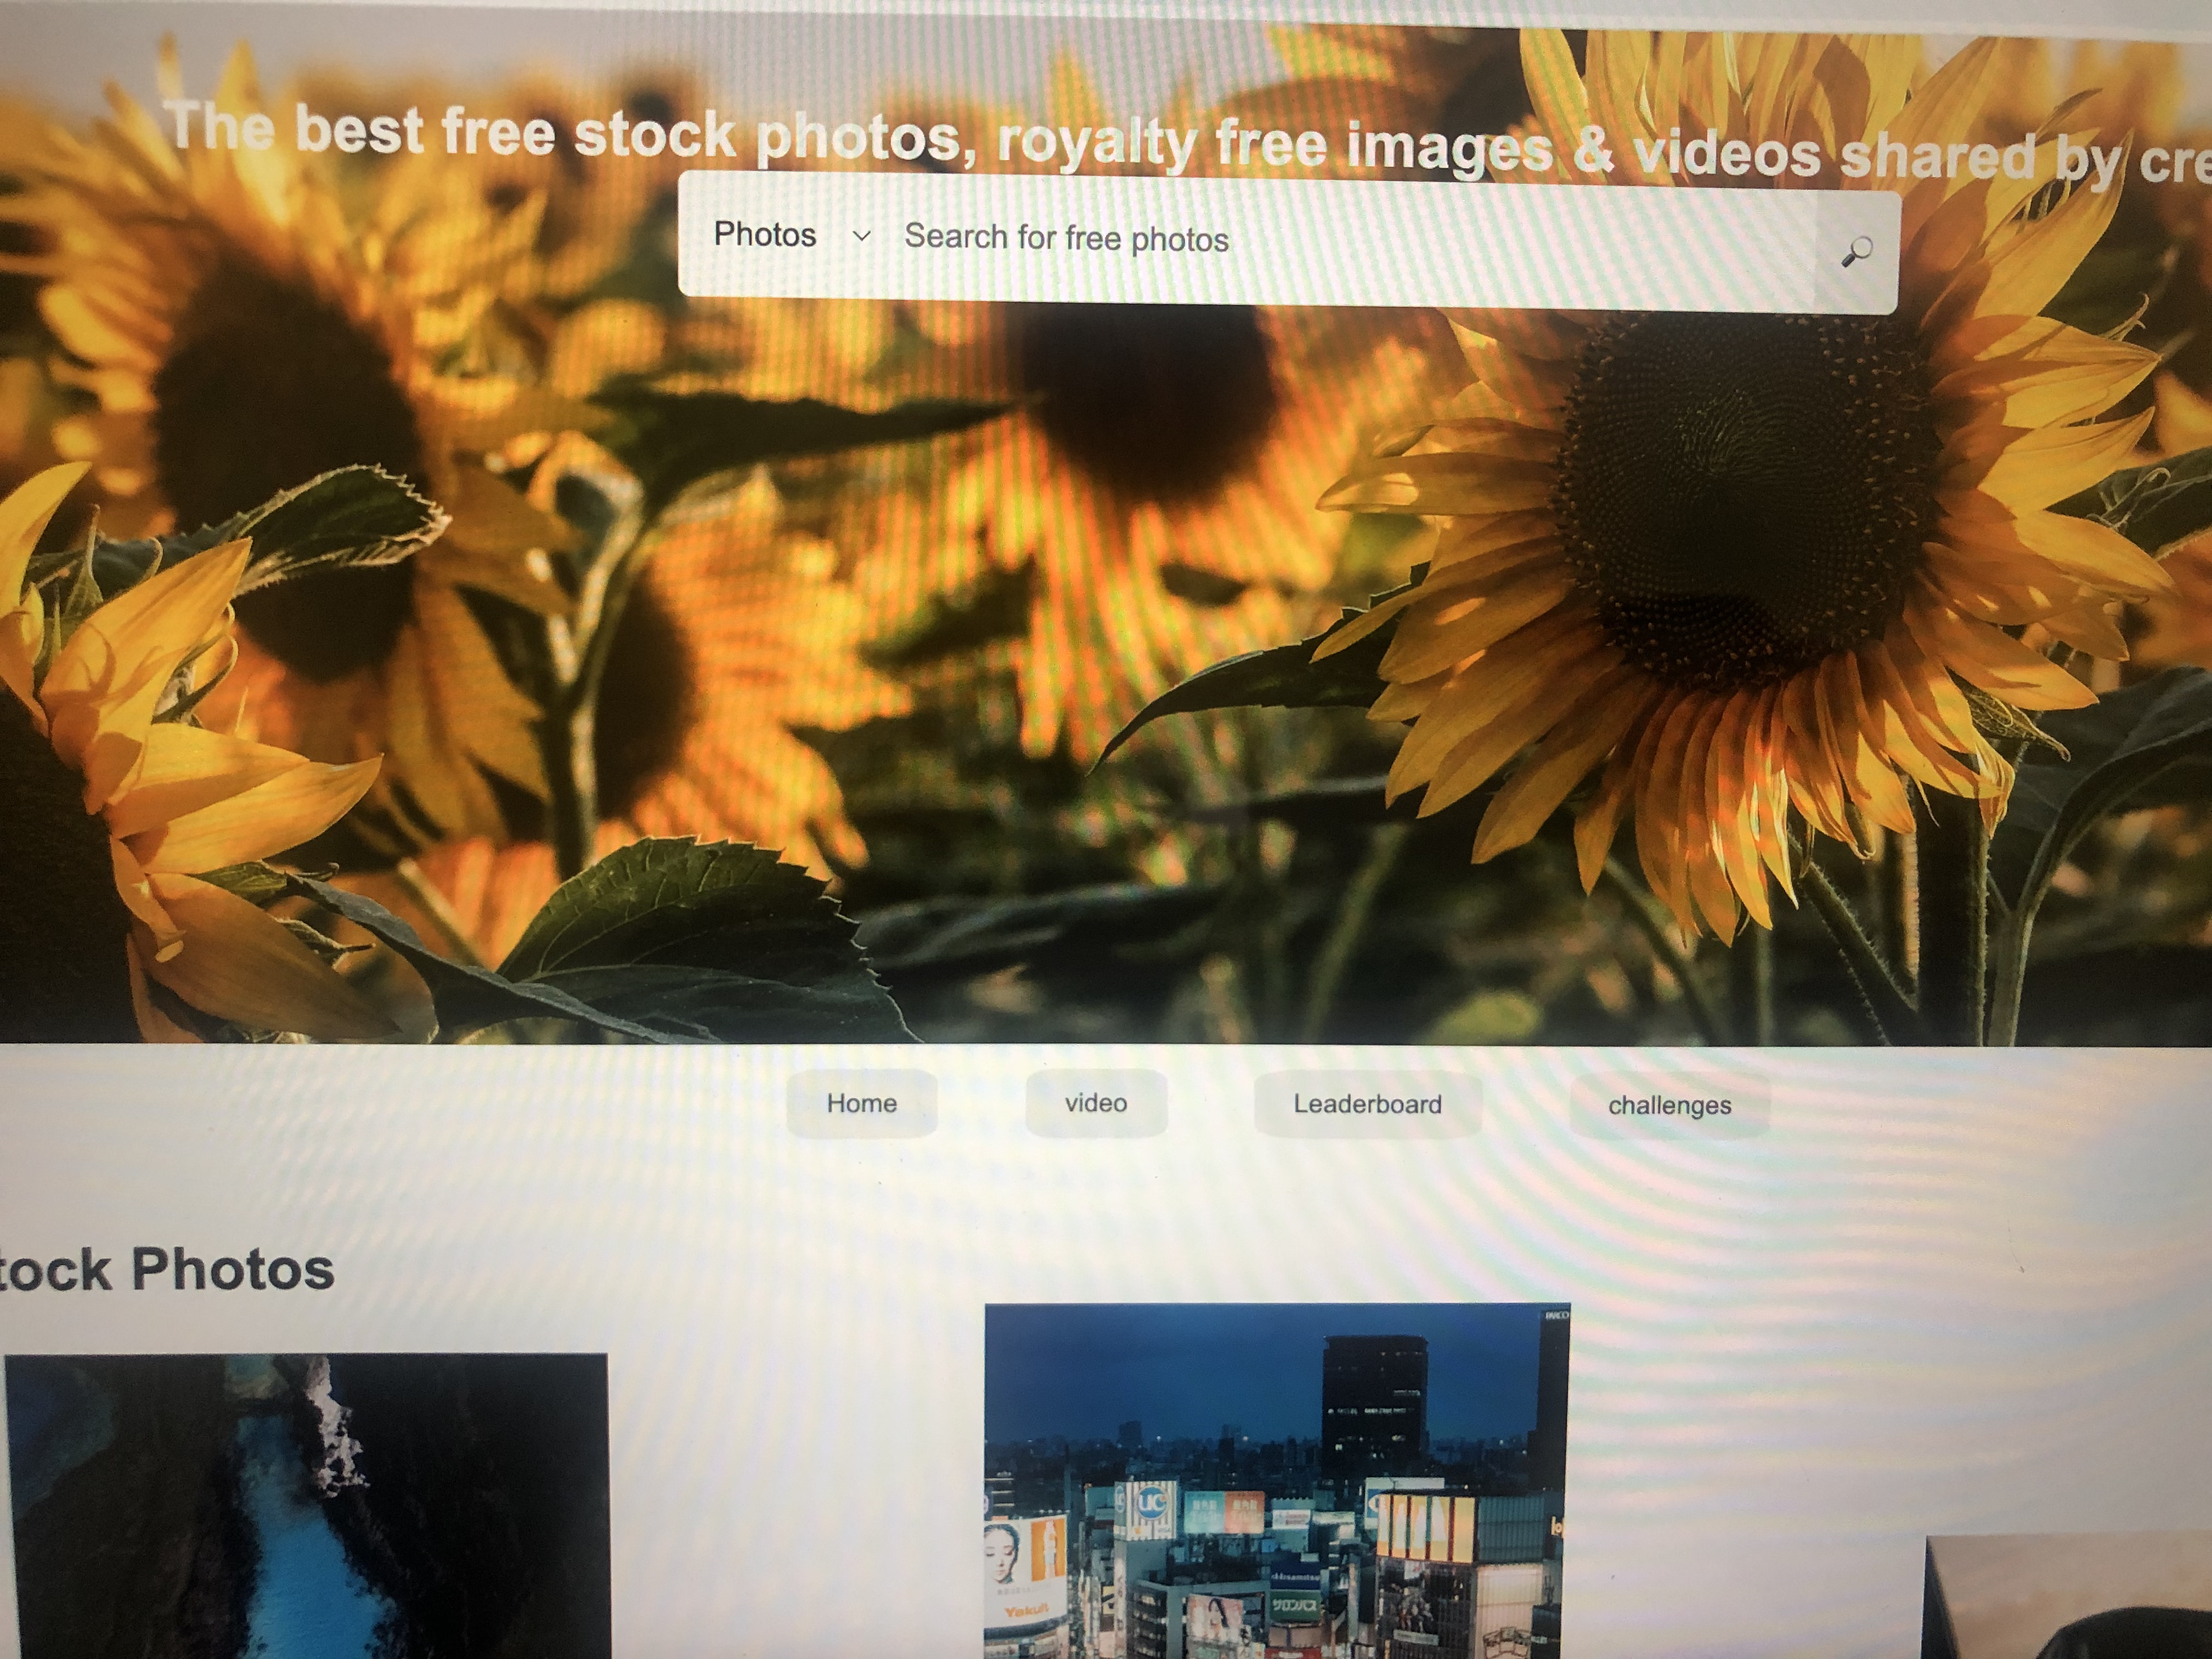 The best free stock photos, royalty free images & videos shared by cre
Photos Search for free photos
Home video Leaderboard challenges
tock Photos
PARCO
UC
Yakult
サロンパス